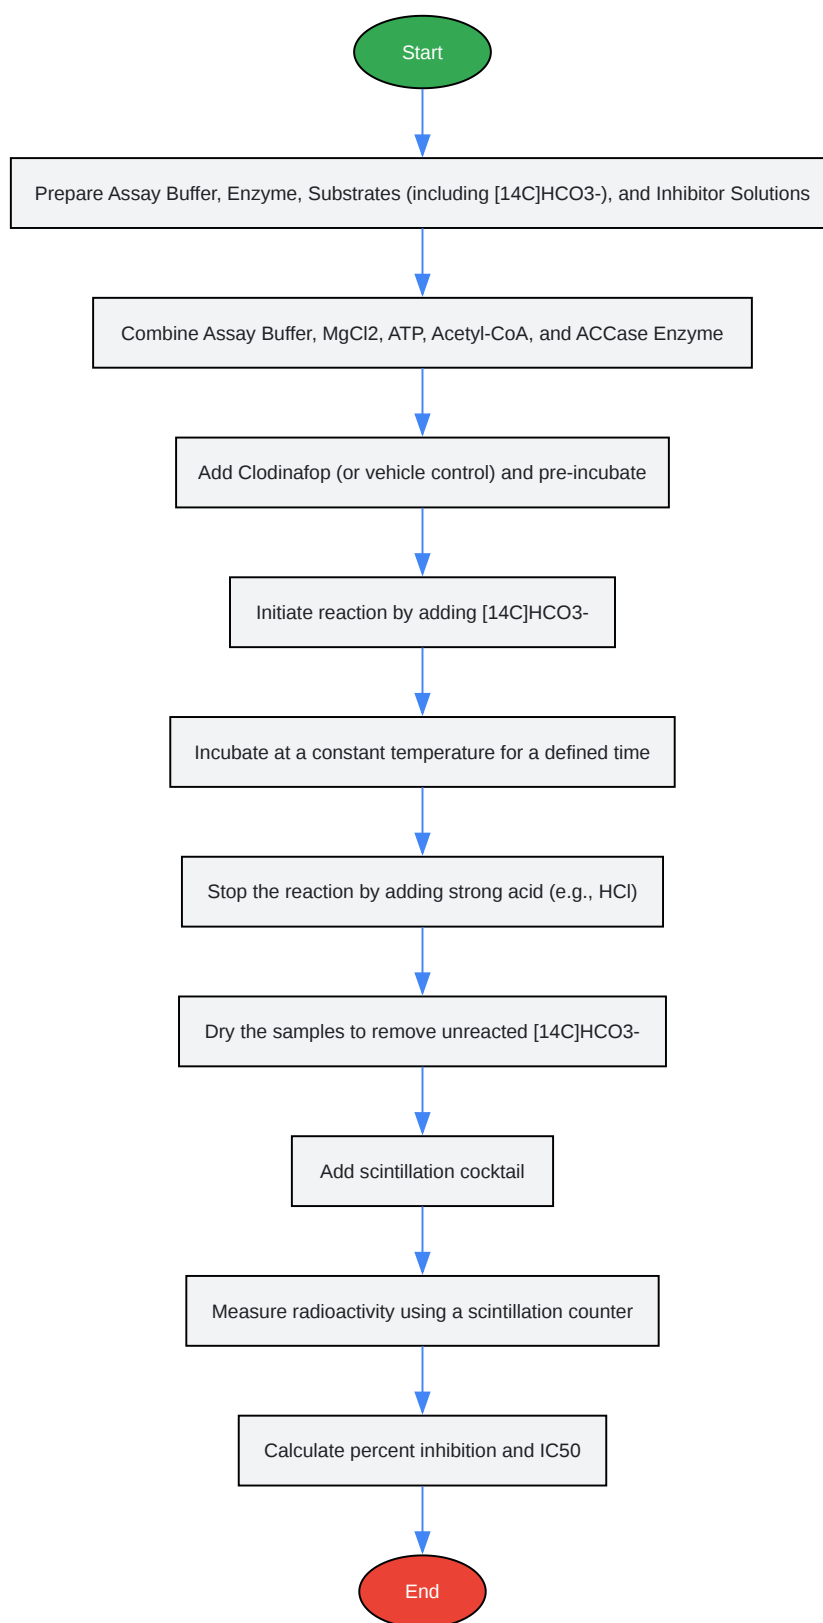 Start
Prepare Assay Buffer, Enzyme, Substrates (including [14C]HCO3-), and Inhibitor Solutions
Combine Assay Buffer, MgCl2, ATP, Acetyl-CoA, and ACCase Enzyme
Add Clodinafop (or vehicle control) and pre-incubate
Initiate reaction by adding [14C]HCO3-
Incubate at a constant temperature for a defined time
Stop the reaction by adding strong acid (e.g., HCl)
Dry the samples to remove unreacted [14C]HCO3-
Add scintillation cocktail
Measure radioactivity using a scintillation counter
Calculate percent inhibition and IC50
End